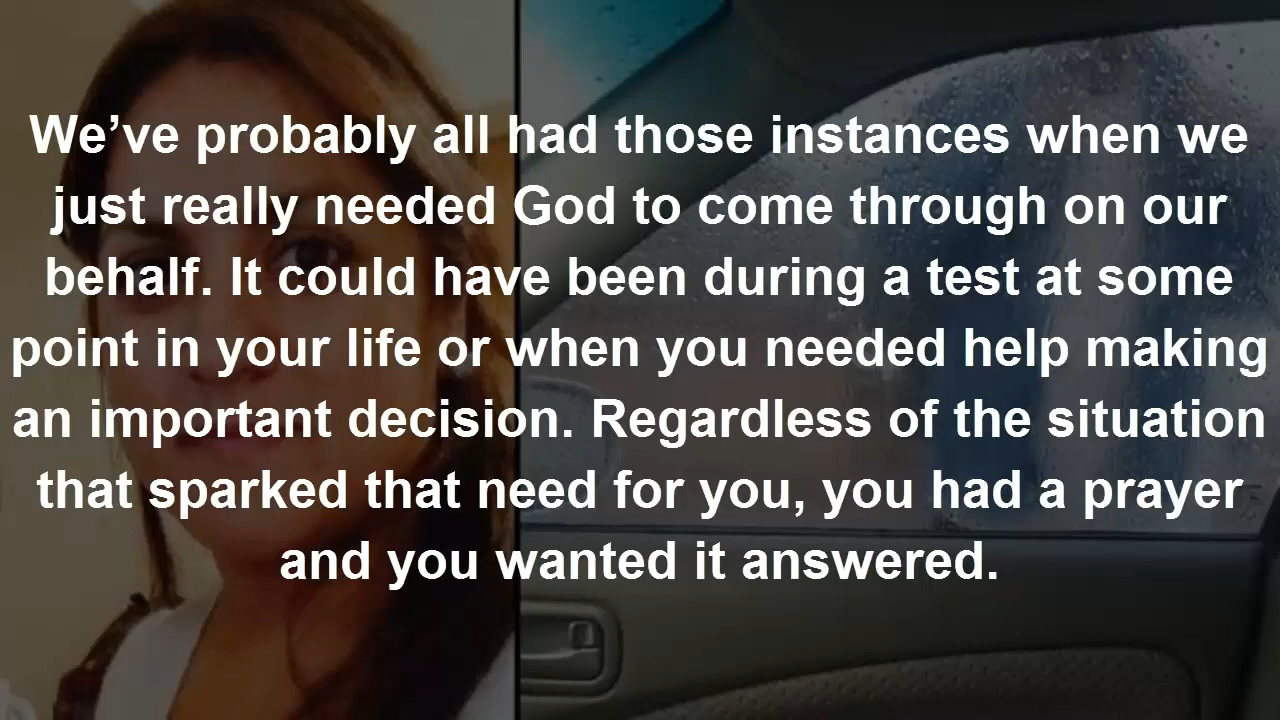 We’ve probably all had those instances when we
just really needed God to come through on our
behalf. It could have been during a test at some
point in your life or when you needed help making
an important decision. Regardless of the situation
that sparked that need for you, you had a prayer
and you wanted it answered.